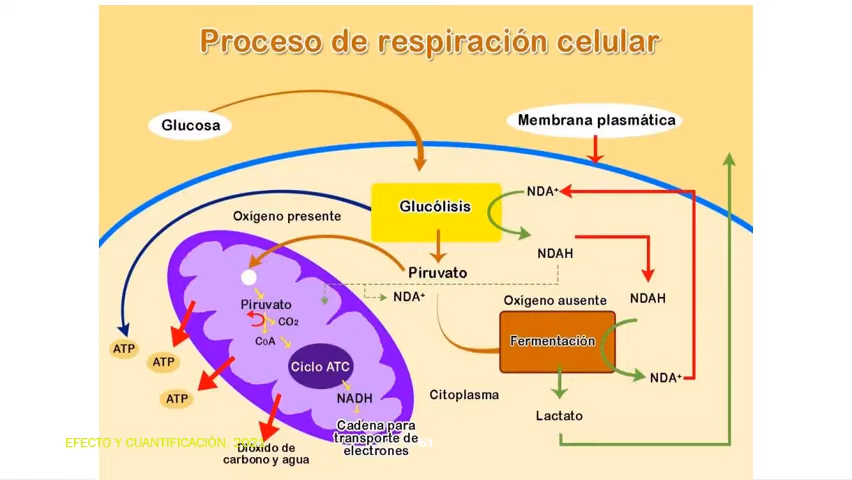 Proceso de respiración celular
Glucosa
Membrana plasmática
Glucólisis
NDA+
Oxígeno presente
NDAH
Piruvato
NDA+
Oxígeno ausente
NDAH
Piruvato
CO2
CoA
Fermentación
ATP
ATP
Ciclo ATC
NDA+
ATP
NADH
Citoplasma
Lactato
Cadena para
transporte de
electrones
EFECTO Y CUANTIFICACIÓN,
Dióxido de
carbono y agua